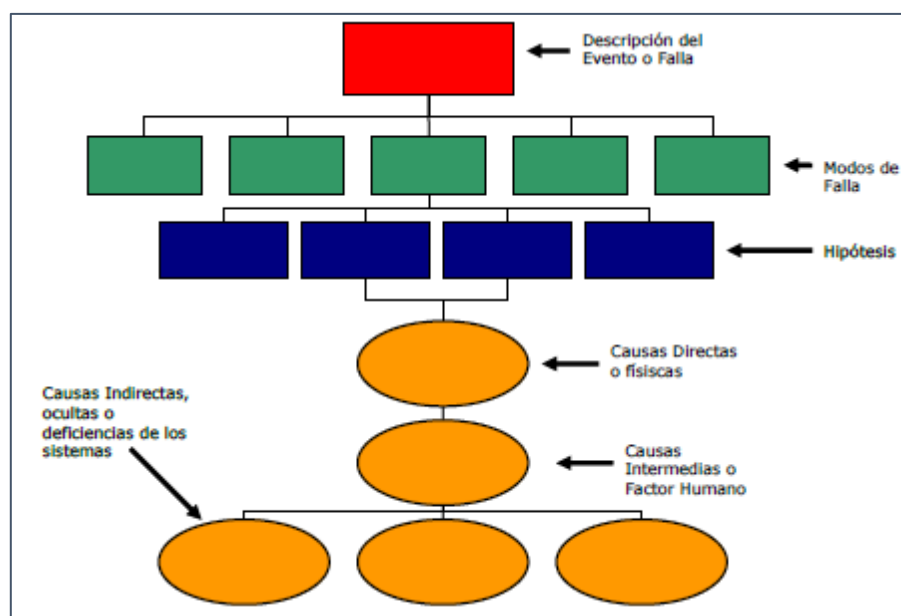 Descripción del
Evento o Falla
Modos de
Falla
Hipótesis
Causas Directas
o físiscas
Causas Indirectas,
ocultas o
deficiencias de los
sistemas
Causas
Intermedias o
Factor Humano